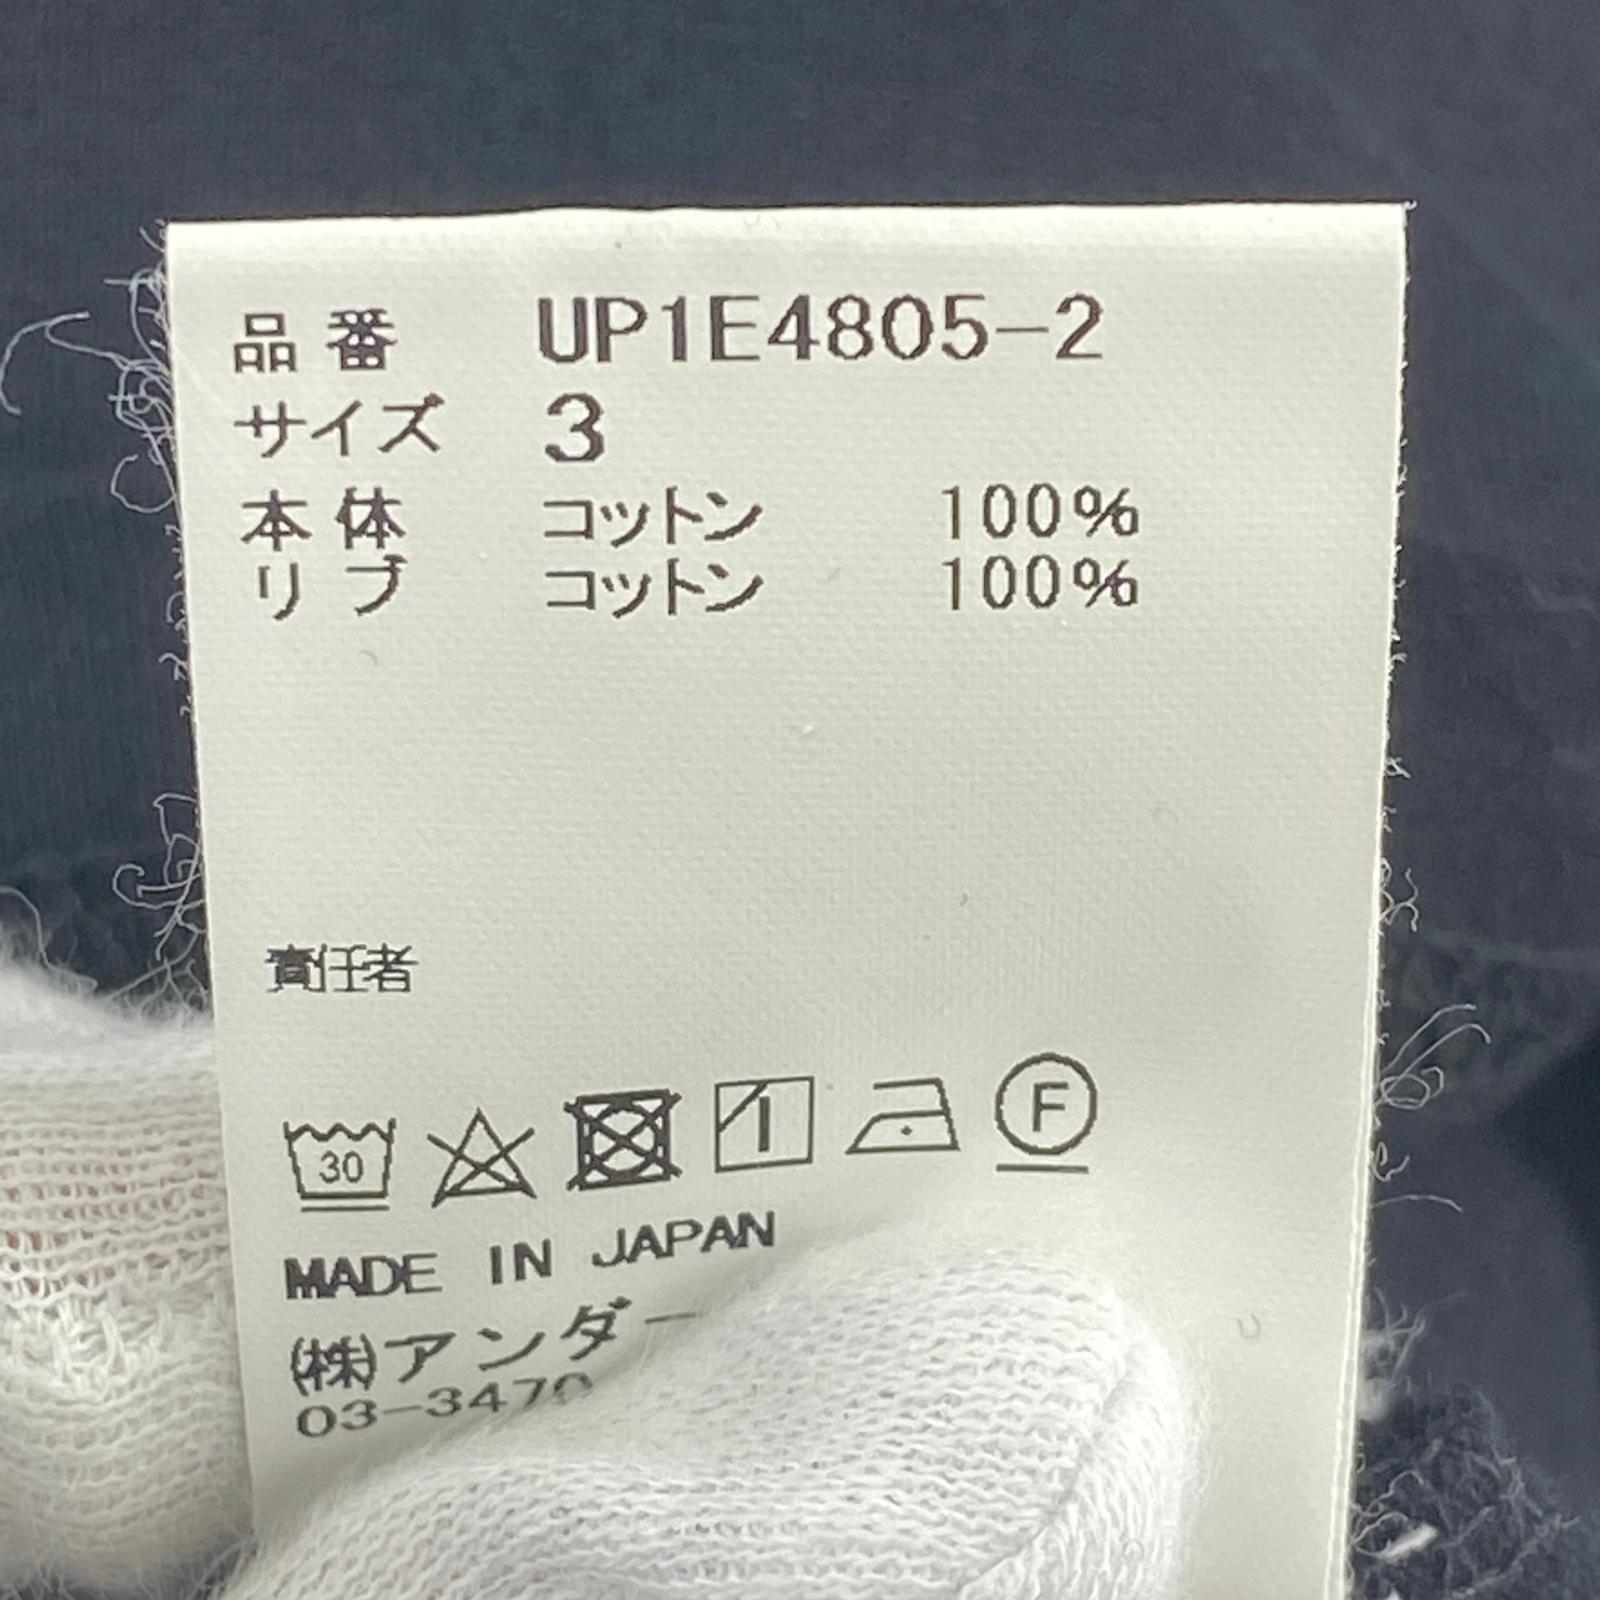 品番 UP1E4805-2
サイズ 3
本体 コットン 100%
リブ コットン 100%
責任者
30 F
MADE IN JAPAN
(株)アンダー
03-3470